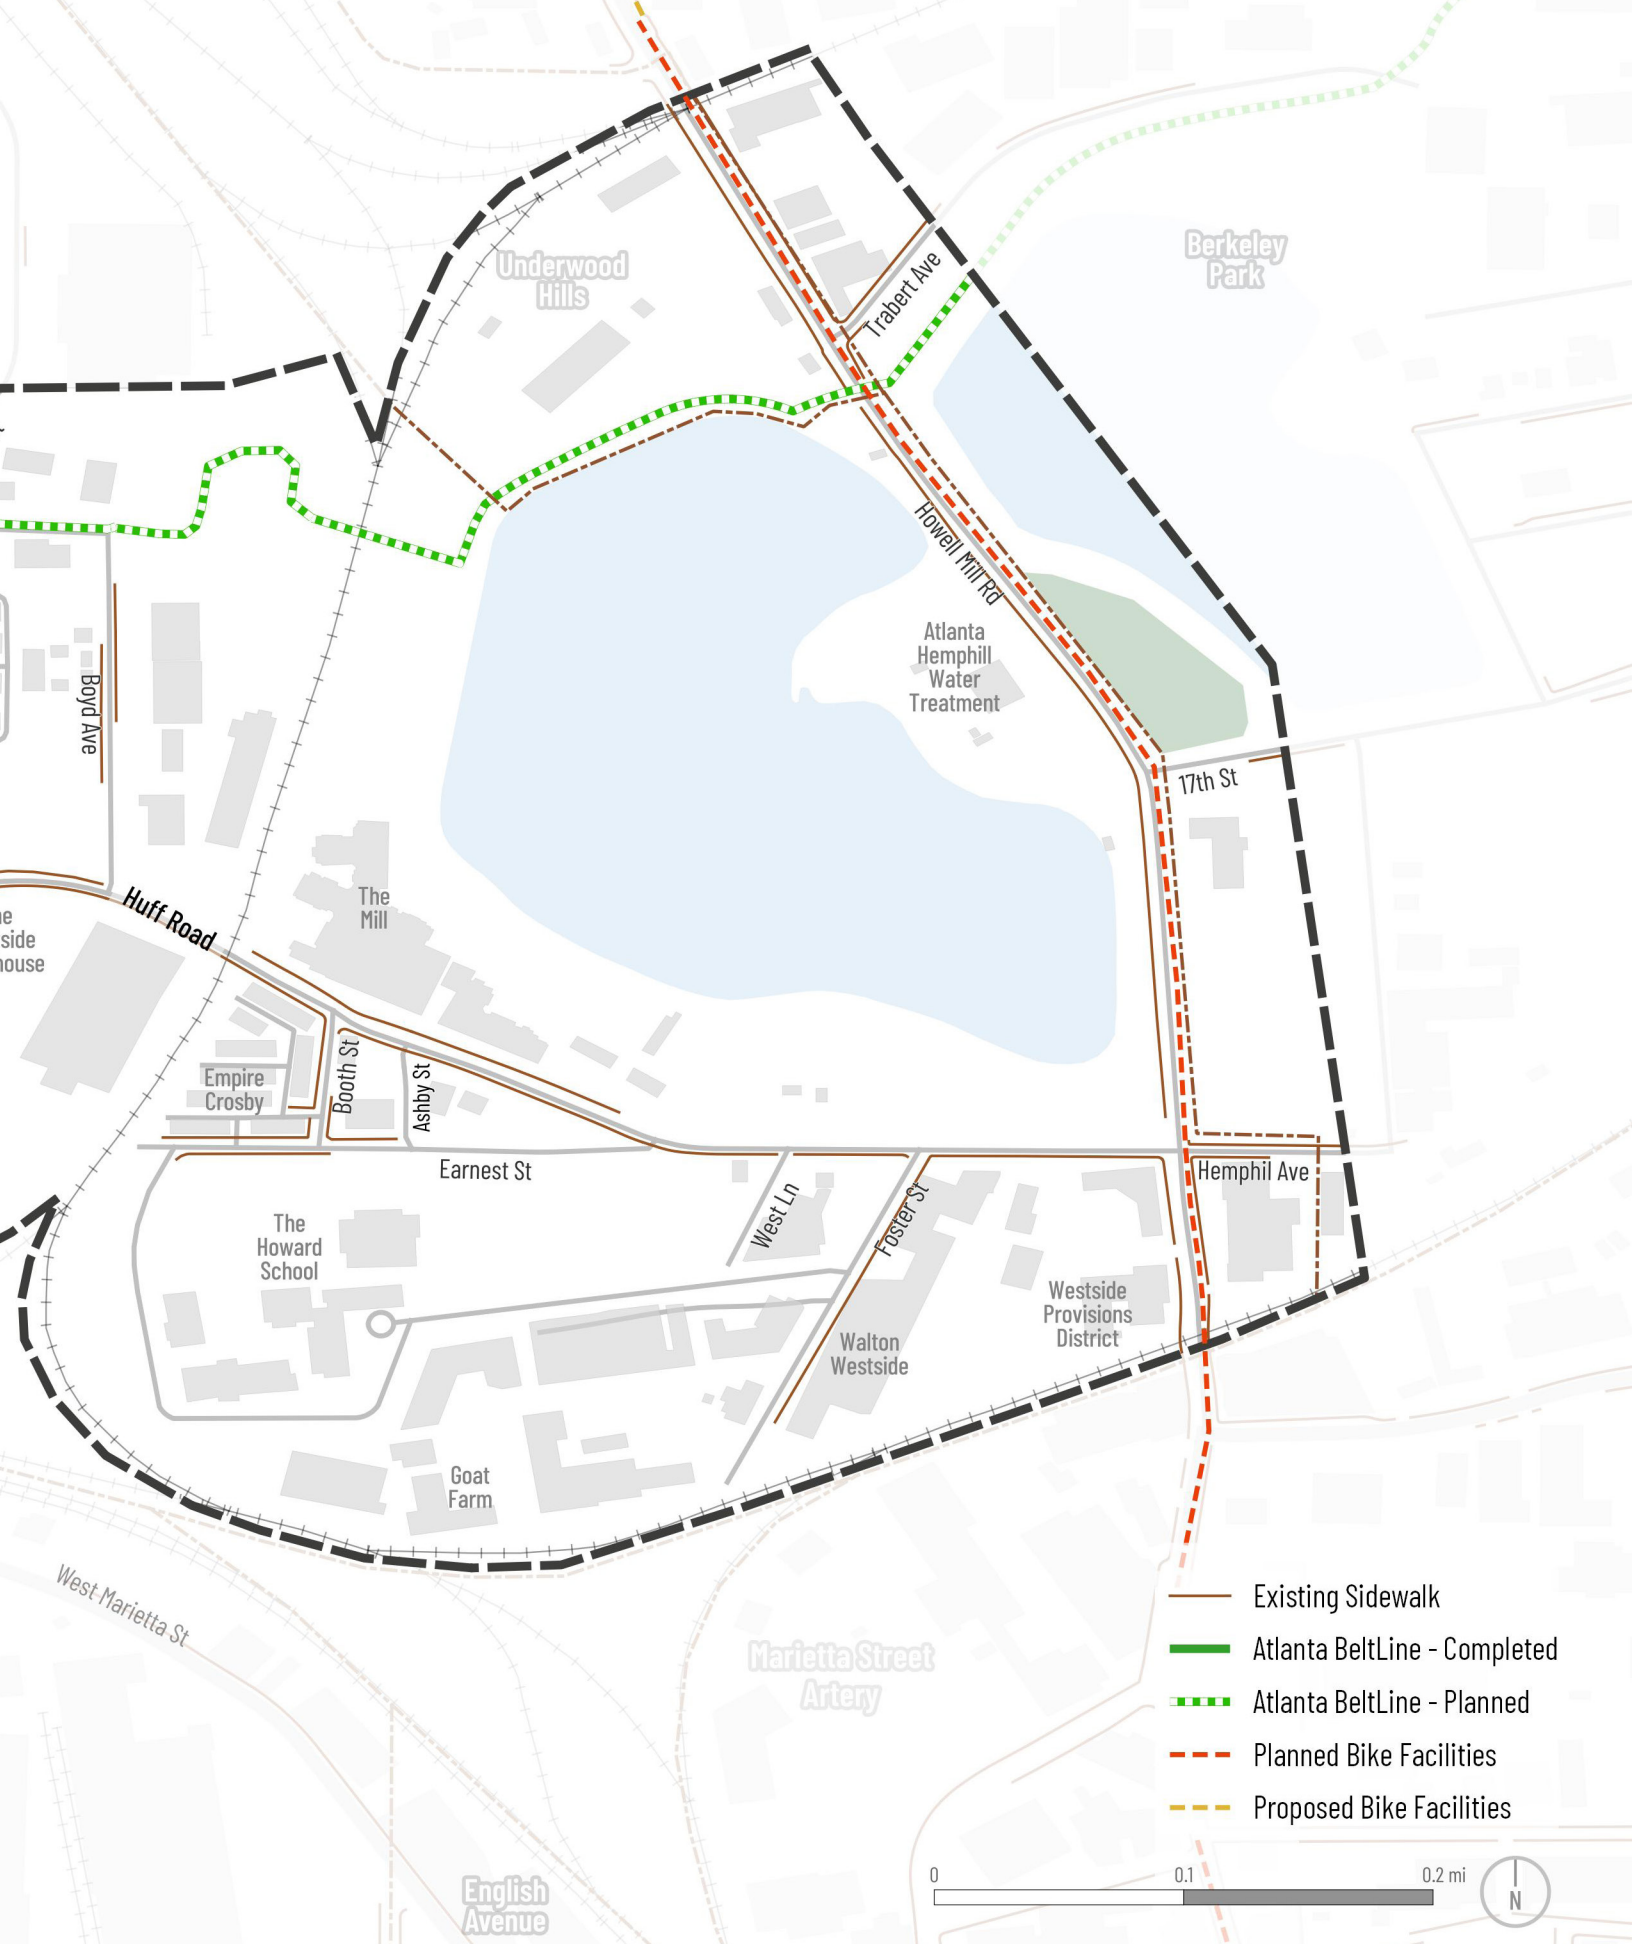 Underwood
Hills
Berkeley
Park
Trabert Ave
Howell Mill Rd
Atlanta
Hemphill
Water
Treatment
17th St
Boyd Ave
Huff Road
side
The
Mill
Empire
Crosby
Booth St
Ashby St
Earnest St
West Ln
Foster St
Hemphil Ave
The
Howard
School
Westside
Provisions
District
Walton
Westside
Goat
Farm
West Marietta St
Marietta Street
Artery
English
Avenue
Existing Sidewalk
Atlanta BeltLine - Completed
Atlanta BeltLine - Planned
Planned Bike Facilities
Proposed Bike Facilities
0 0.1 0.2 mi
N